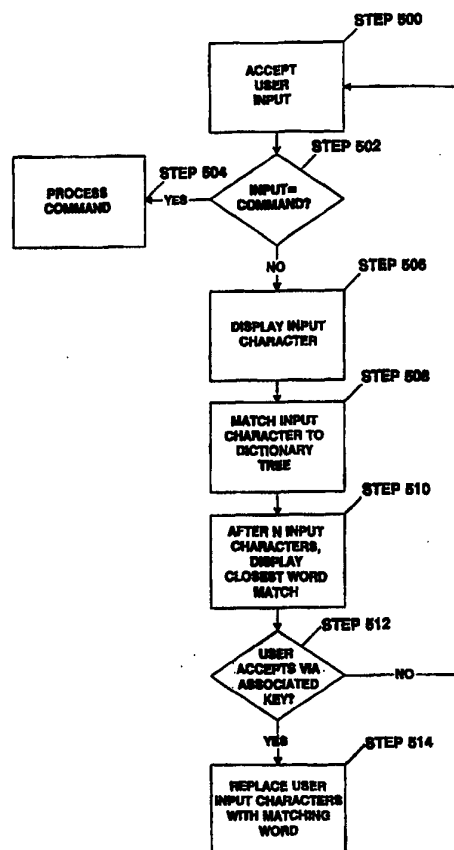 STEP 500
ACCEPT
USER
INPUT
STEP 502
INPUT=
COMMAND?
STEP 504
YES
PROCESS
COMMAND
NO
STEP 506
DISPLAY INPUT
CHARACTER
STEP 508
MATCH INPUT
CHARACTER TO
DICTIONARY
TREE
STEP 510
AFTER N INPUT
CHARACTERS,
DISPLAY
CLOSEST WORD
MATCH
STEP 512
USER
ACCEPTS VIA
ASSOCIATED
KEY?
NO
YES
STEP 514
REPLACE USER
INPUT CHARACTERS
WITH MATCHING
WORD